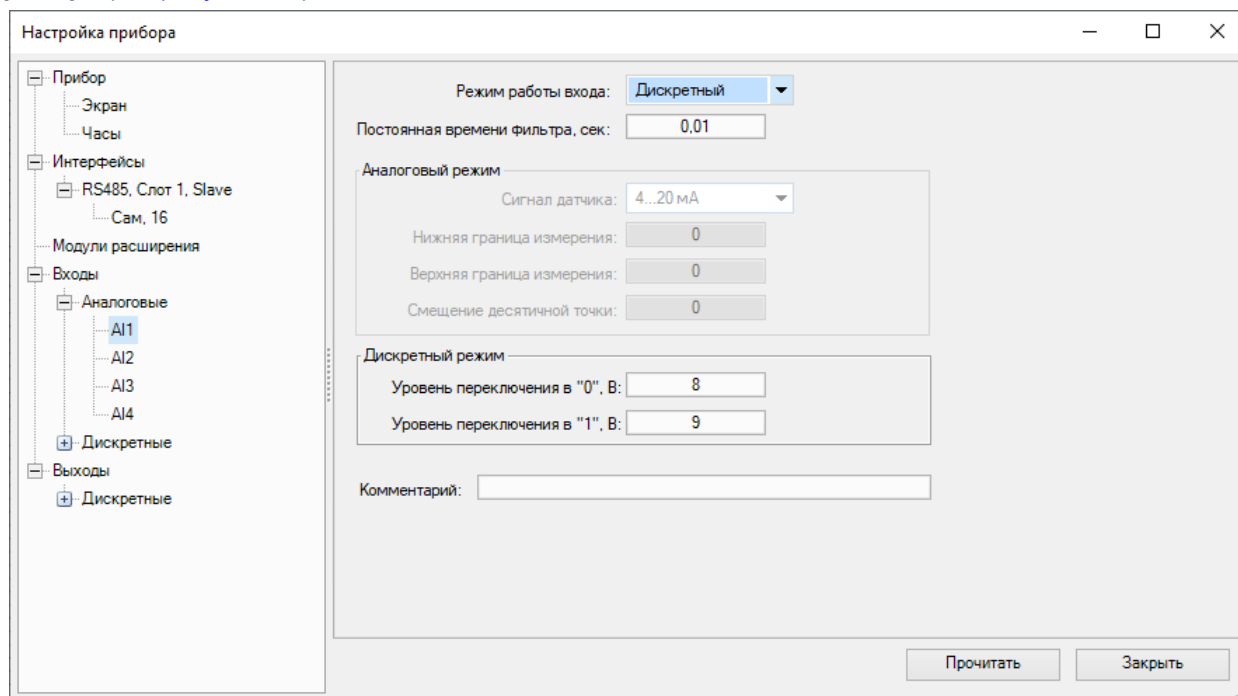 Настройка прибора
Прибор
Экран
Часы
Интерфейсы
RS485, Слот 1, Slave
Сам, 16
Модули расширения
Входы
Аналоговые
AI1
AI2
AI3
AI4
Дискретные
Выходы
Дискретные
Режим работы входа: Дискретный
Постоянная времени фильтра, сек: 0,01
Аналоговый режим
Сигнал датчика: 4...20 мА
Нижняя граница измерения: 0
Верхняя граница измерения: 0
Смещение десятичной точки: 0
Дискретный режим
Уровень переключения в "0", В: 8
Уровень переключения в "1", В: 9
Комментарий:
Прочитать Закрыть